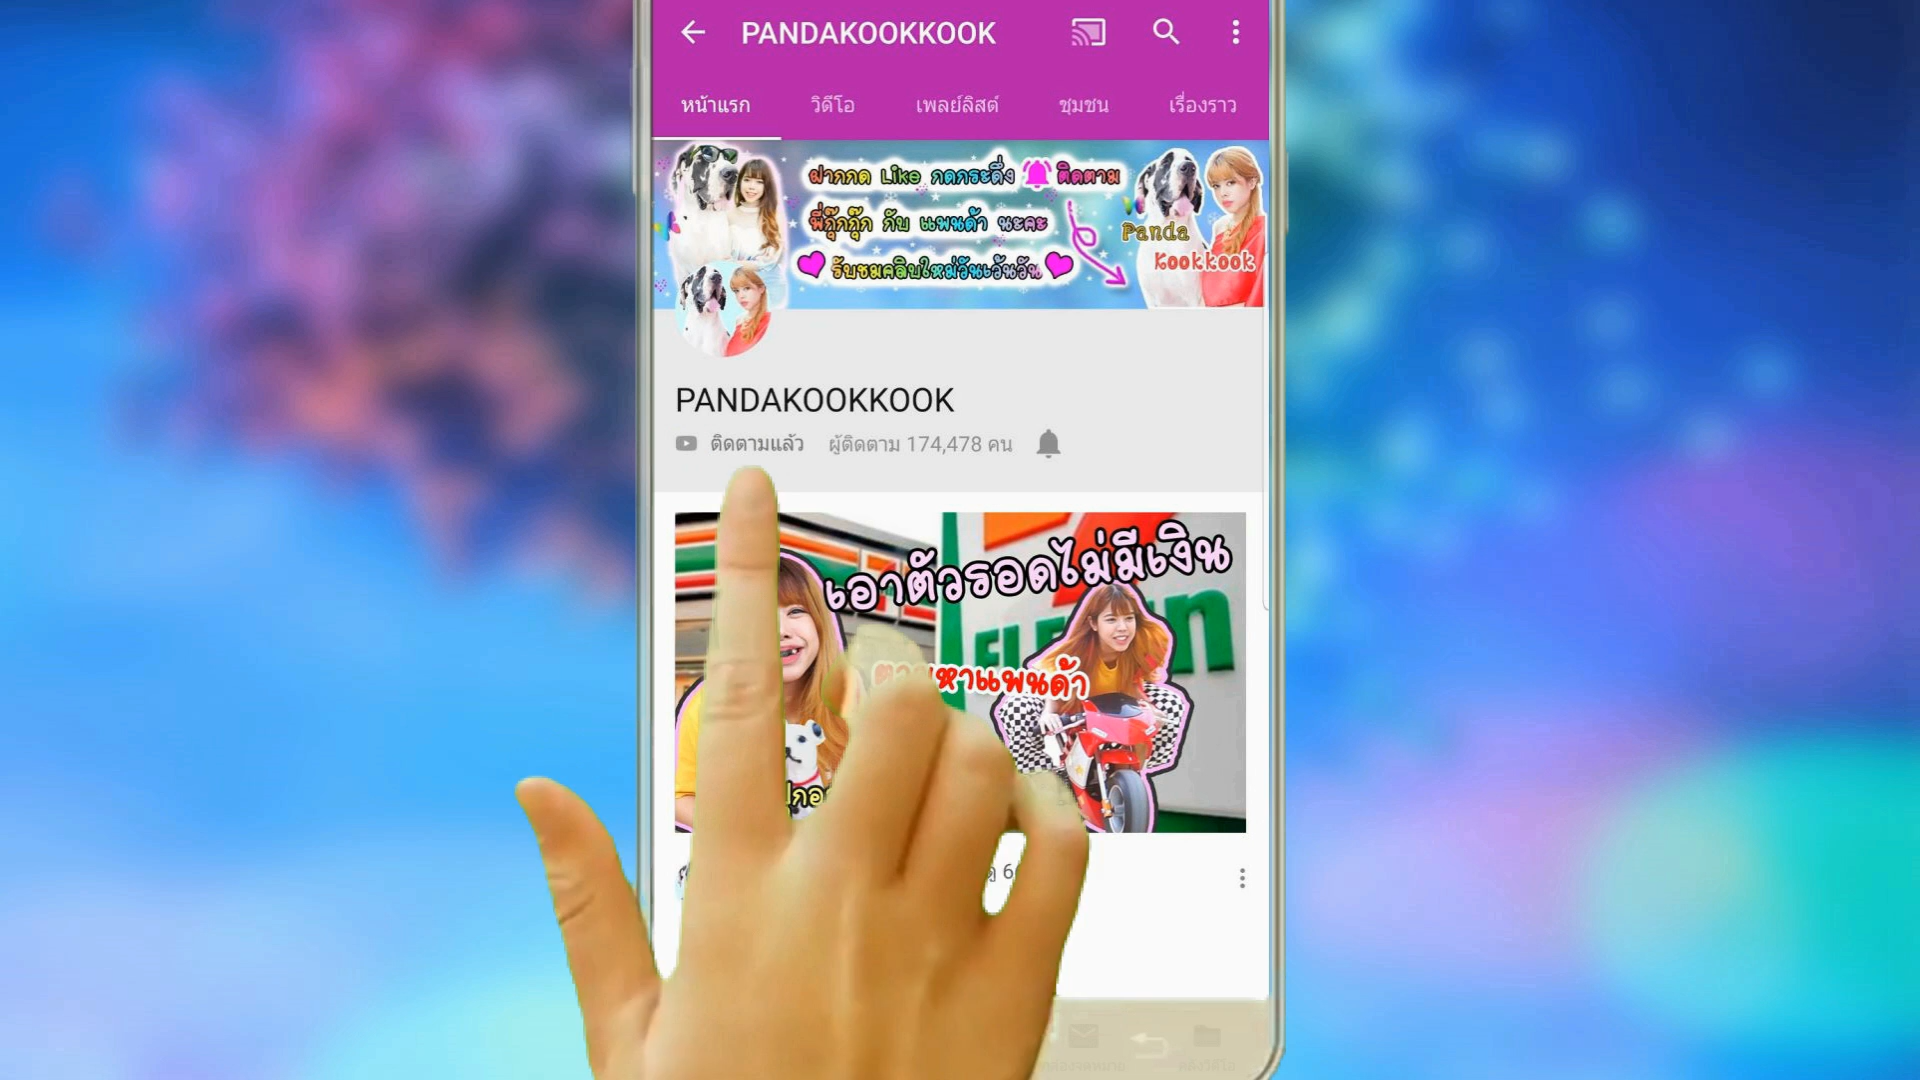 PANDAKOOKKOOK
หน้าแรก วิดีโอ เพลย์ลิสต์ ชุมชน เรื่องราว
ฝากกด Like กดกระดิ่ง ติดตาม
พี่กุ๊กกุ๊ก กับ แพนด้า นะคะ
รับชมคลิปใหม่วันเว้นวัน
Panda
Kookkook
PANDAKOOKKOOK
ติดตามแล้ว ผู้ติดตาม 174,478 คน
เอาตัวรอดไม่มีเงิน
หาแพนด้า